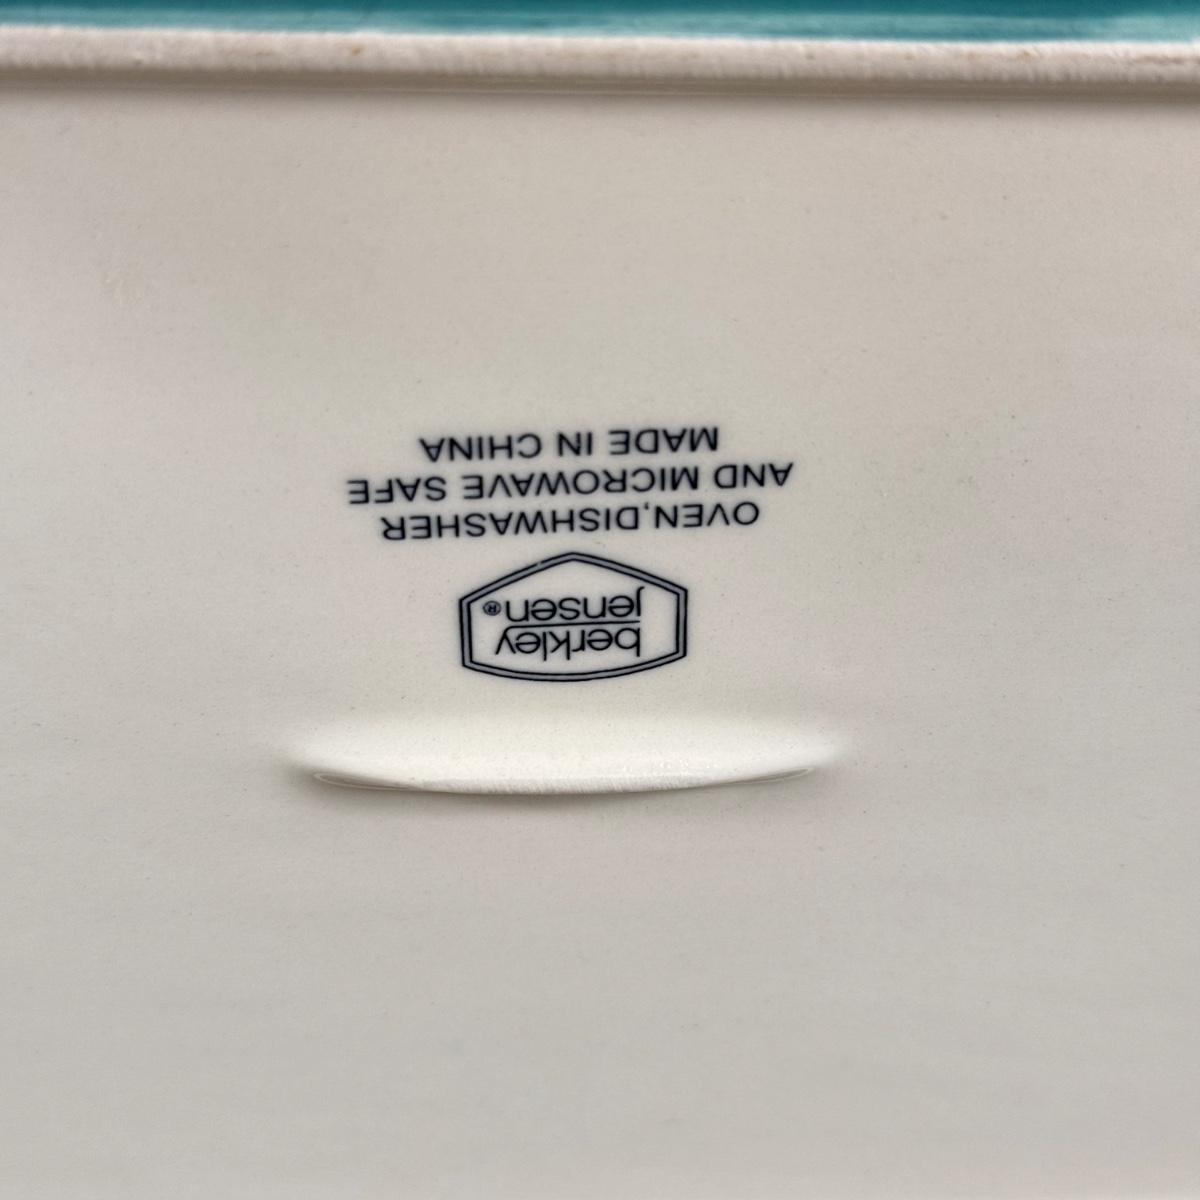 berkley
jensen®
OVEN,DISHWASHER
AND MICROWAVE SAFE
MADE IN CHINA